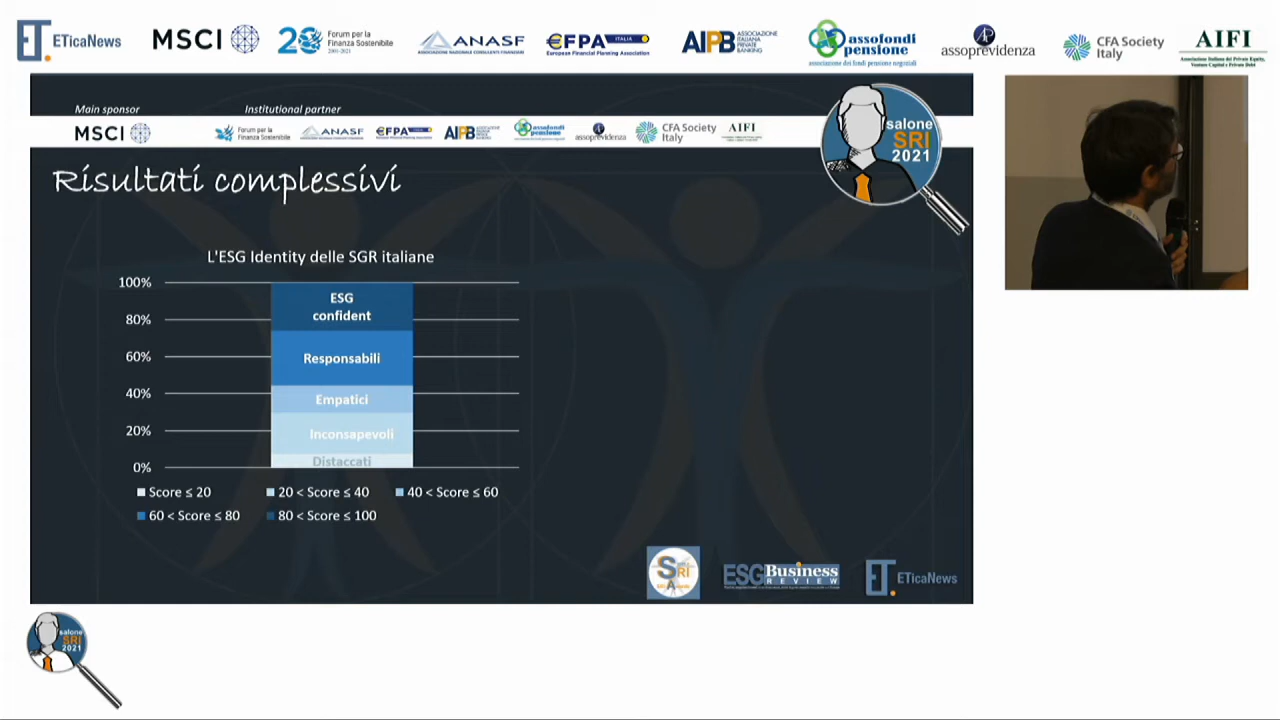 ETicaNews
MSCI
20 Forum per la
Finanza Sostenibile
2001-2021
ANASF
ASSOCIAZIONE NAZIONALE CONSULENTI FINANZIARI
€FPA ITALIA
European Financial Planning Association
AIPB ASSOCIAZIONE
ITALIANA
PRIVATE
BANKING
assofondi
pensione
associazione dei fondi pensione negoziali
AP
assoprevidenza
CFA Society
Italy
AIFI
Associazione Italiana del Private Equity,
Venture Capital e Private Debt
Main sponsor
Institutional partner
MSCI
Forum per la
Finanza Sostenibile
ANASF
€FPA
AIPB
assofondi
pensione
assoprevidenza
CFA Society
Italy
AIFI
salone
SRI
2021
Risultati complessivi
L'ESG Identity delle SGR italiane
100%
80%
60%
40%
20%
0%
ESG
confident
Responsabili
Empatici
Inconsapevoli
Distaccati
Score ≤ 20
20 < Score ≤ 40
40 < Score ≤ 60
60 < Score ≤ 80
80 < Score ≤ 100
SRI
ESG Business
REVIEW
ET. ETicaNews
salone
SRI
2021